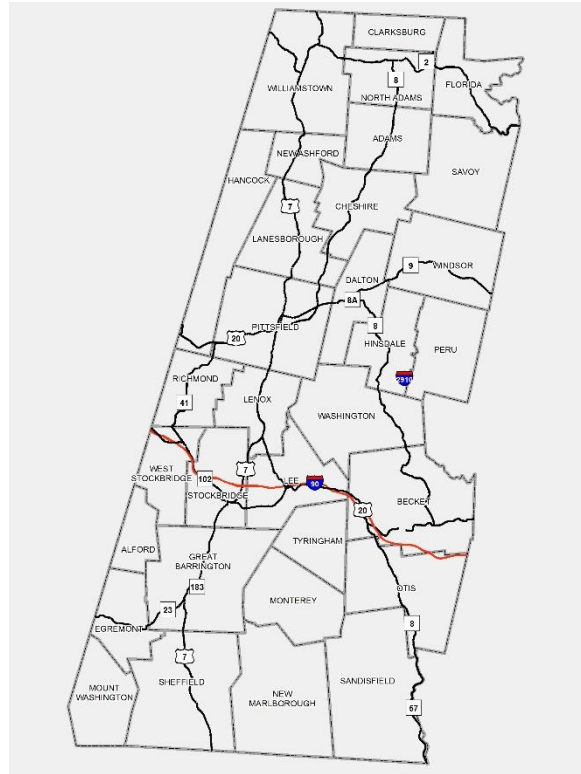 CLARKSBURG
2
FLORIDA
WILLIAMSTOWN
8
NORTH ADAMS
ADAMS
NEW ASHFORD
SAVOY
HANCOCK
CHESHIRE
7
LANESBOROUGH
9
WINDSOR
DALTON
8A
8
PITTSFIELD
20
HINSDALE
PERU
RICHMOND
2910
41
LENOX
WASHINGTON
WEST
STOCKBRIDGE
102
7
LEE
90
STOCKBRIDGE
BECKET
20
TYRINGHAM
ALFORD
GREAT
BARRINGTON
183
OTIS
MONTEREY
23
EGREMONT
8
7
SHEFFIELD
SANDISFIELD
MOUNT
WASHINGTON
NEW
MARLBOROUGH
57